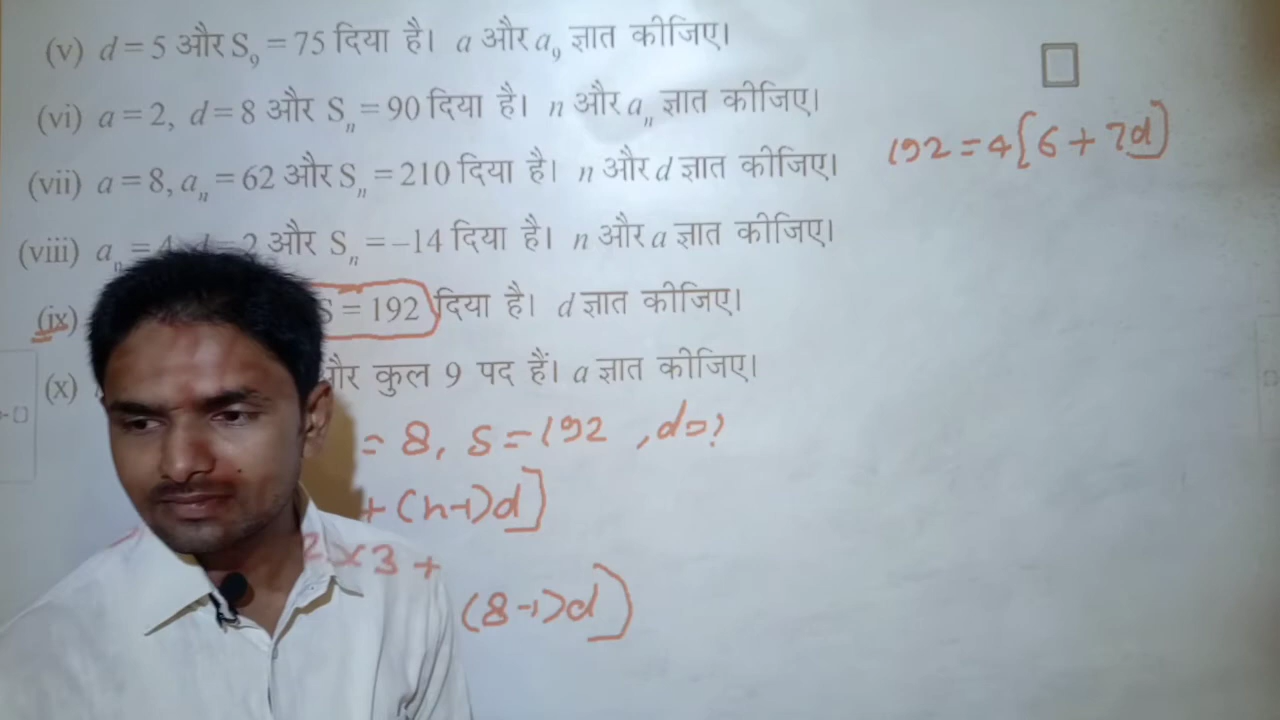 (v) d = 5 और S₉ = 75 दिया है। a और a₉ ज्ञात कीजिए।
(vi) a = 2, d = 8 और Sₙ = 90 दिया है। n और aₙ ज्ञात कीजिए।
(vii) a = 8, aₙ = 62 और Sₙ = 210 दिया है। n और d ज्ञात कीजिए।
(viii) aₙ = 4, d = 2 और Sₙ = –14 दिया है। n और a ज्ञात कीजिए।
(ix) S = 192 दिया है। d ज्ञात कीजिए।
(x) कुल 9 पद हैं। a ज्ञात कीजिए।
= 8, S = 192 , d = ?
+ (n-1)d]
2 × 3 +
(8-1)d]
192 = 4[6 + 7d]